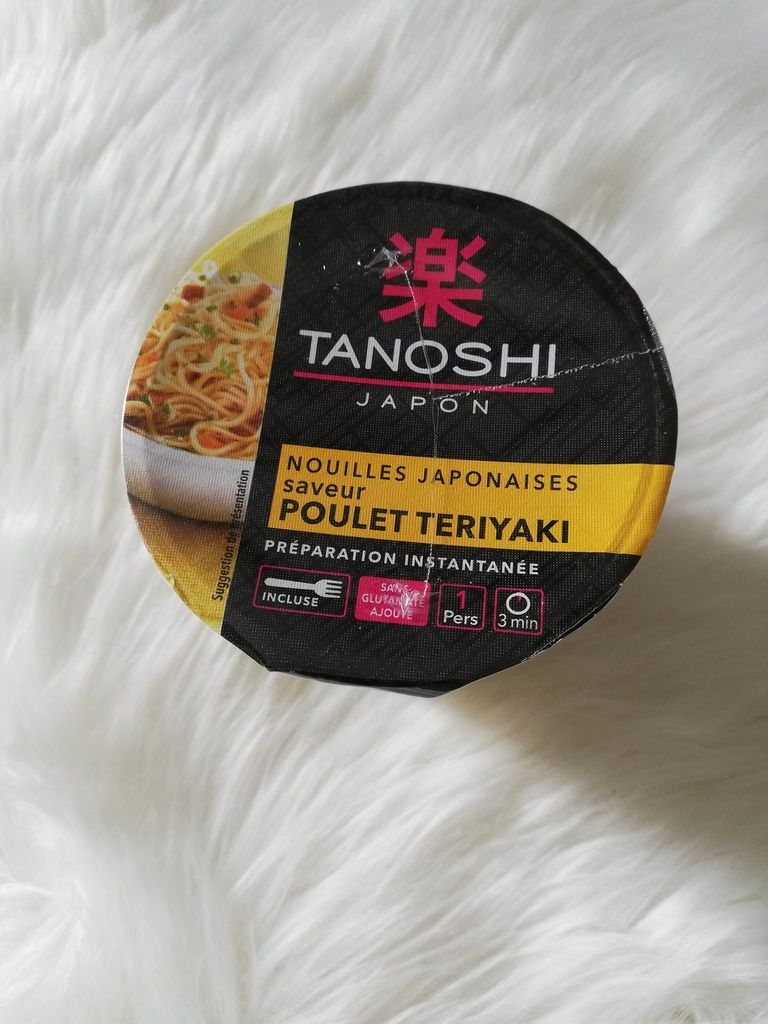 楽
TANOSHI
JAPON
NOUILLES JAPONAISES
saveur
POULET TERIYAKI
PRÉPARATION INSTANTANÉE
INCLUSE
SANS
GLUTAMATE
AJOUTÉ
1
Pers
3 min
Suggestion de présentation